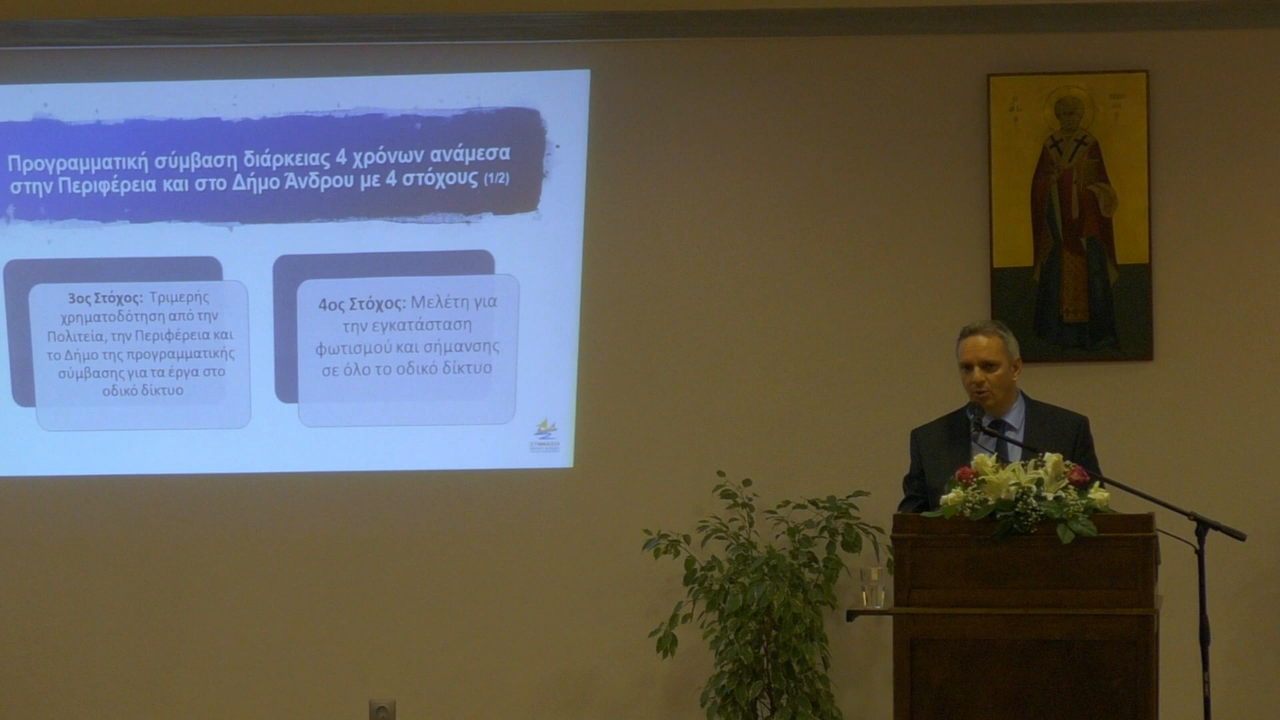 Προγραμματική σύμβαση διάρκειας 4 χρόνων ανάμεσα
στην Περιφέρεια και στο Δήμο Άνδρου με 4 στόχους (1/2)
3ος Στόχος: Τριμερής
χρηματοδότηση από την
Πολιτεία, την Περιφέρεια και
το Δήμο της προγραμματικής
σύμβασης για τα έργα στο
οδικό δίκτυο
4ος Στόχος: Μελέτη για
την εγκατάσταση
φωτισμού και σήμανσης
σε όλο το οδικό δίκτυο